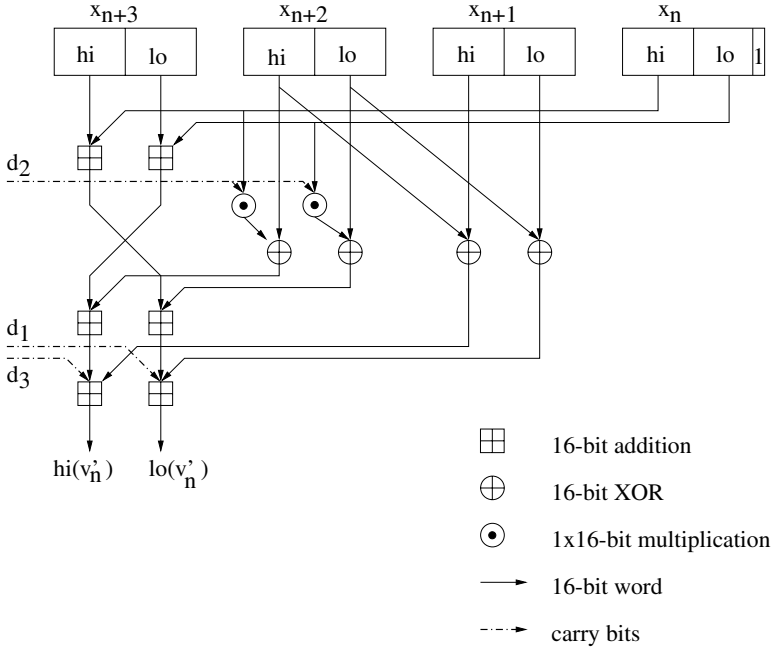 x_{n+3} x_{n+2} x_{n+1} x_n
hi lo hi lo hi lo hi lo 1
d_2
d_1
d_3
hi(v'_n) lo(v'_n)
16-bit addition
16-bit XOR
1x16-bit multiplication
16-bit word
carry bits